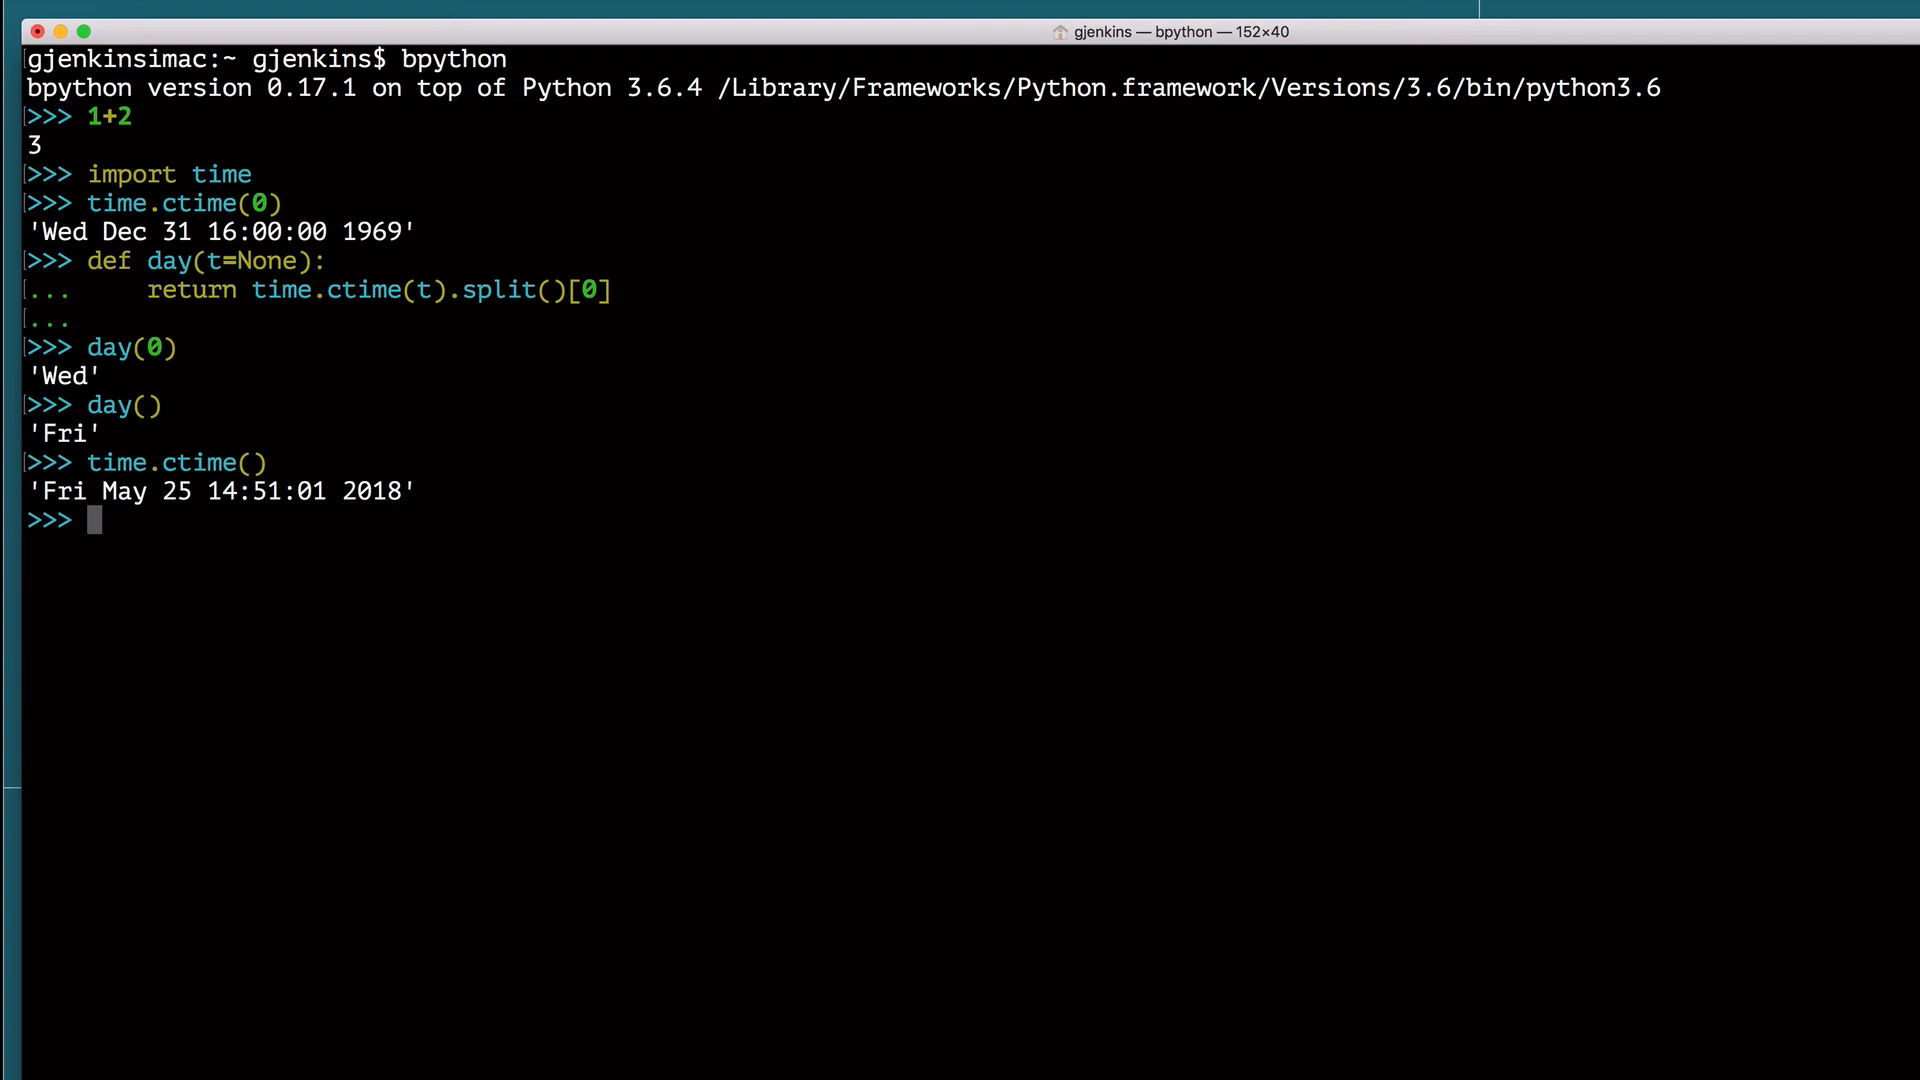 gjenkins — bpython — 152×40
gjenkinsimac:~ gjenkins$ bpython
bpython version 0.17.1 on top of Python 3.6.4 /Library/Frameworks/Python.framework/Versions/3.6/bin/python3.6
>>> 1+2
3
>>> import time
>>> time.ctime(0)
'Wed Dec 31 16:00:00 1969'
>>> def day(t=None):
...     return time.ctime(t).split()[0]
...
>>> day(0)
'Wed'
>>> day()
'Fri'
>>> time.ctime()
'Fri May 25 14:51:01 2018'
>>>